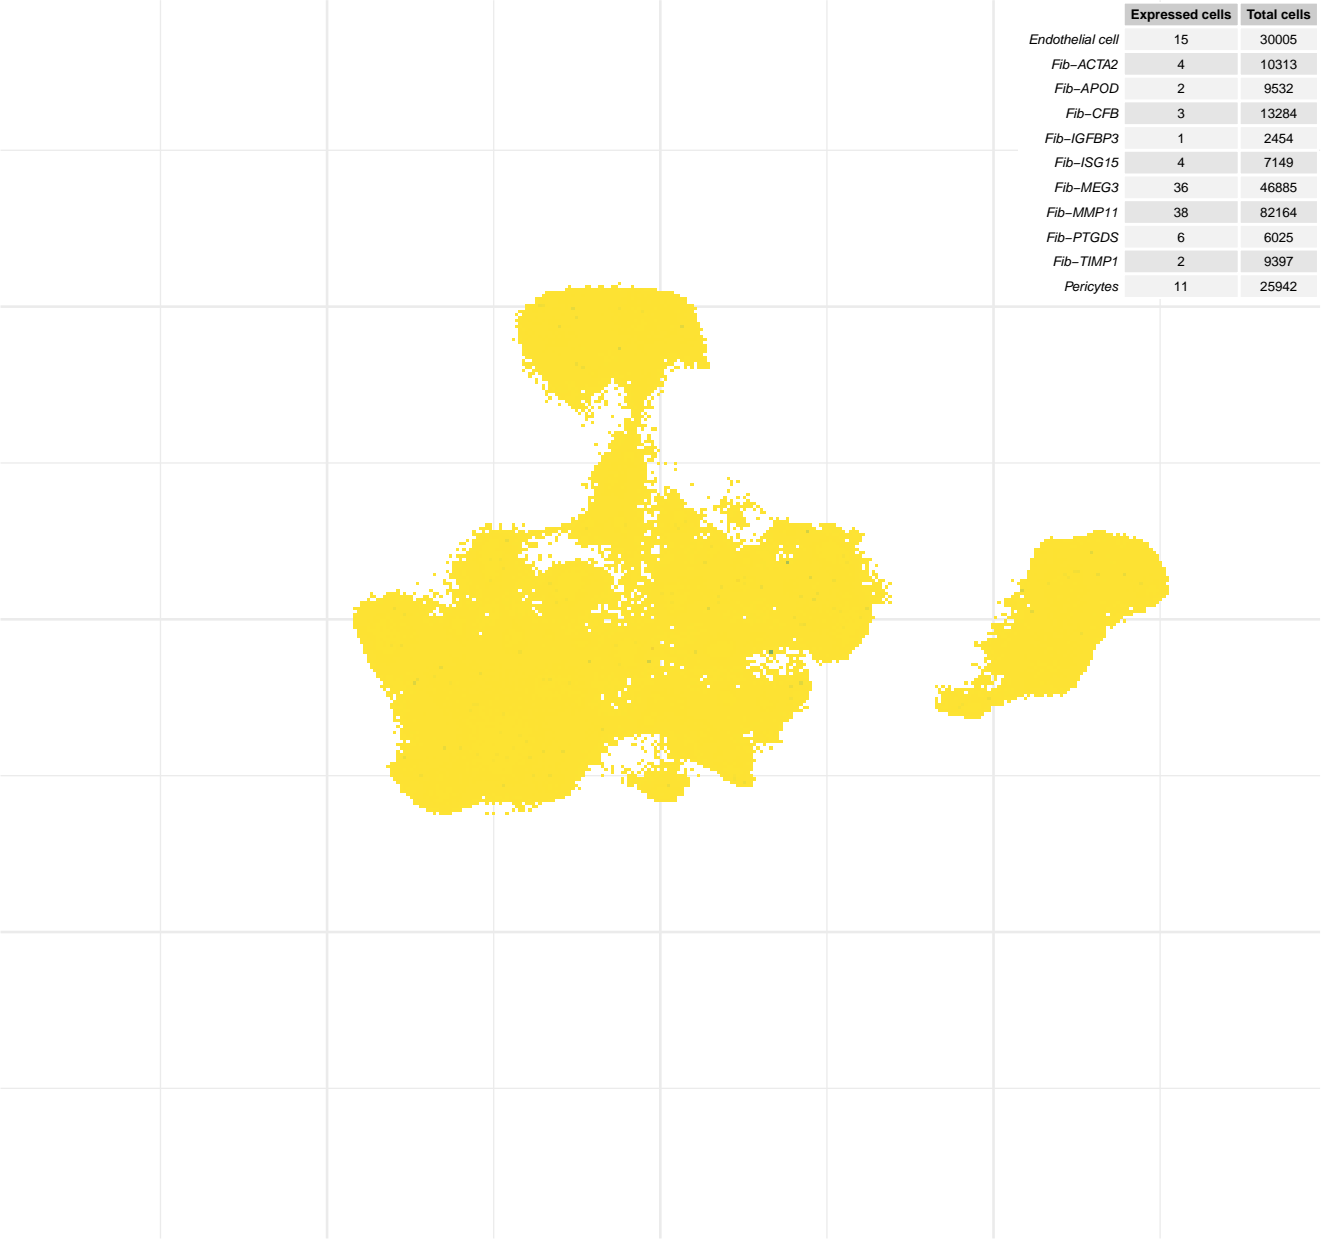 Expressed cells Total cells
Endothelial cell 15 30005
Fib−ACTA2 4 10313
Fib−APOD 2 9532
Fib−CFB 3 13284
Fib−IGFBP3 1 2454
Fib−ISG15 4 7149
Fib−MEG3 36 46885
Fib−MMP11 38 82164
Fib−PTGDS 6 6025
Fib−TIMP1 2 9397
Pericytes 11 25942